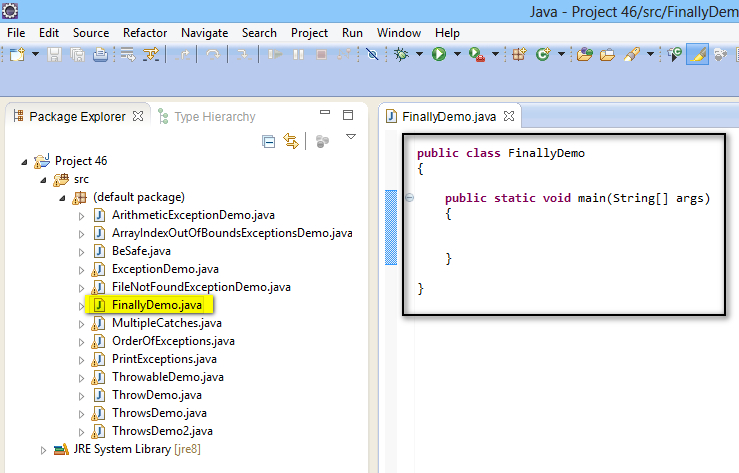 Java - Project 46/src/FinallyDem
File Edit Source Refactor Navigate Search Project Run Window Help
Package Explorer Type Hierarchy
Project 46
src
(default package)
ArithmeticExceptionDemo.java
ArrayIndexOutOfBoundsExceptionsDemo.java
BeSafe.java
ExceptionDemo.java
FileNotFoundExceptionDemo.java
FinallyDemo.java
MultipleCatches.java
OrderOfExceptions.java
PrintExceptions.java
ThrowableDemo.java
ThrowDemo.java
ThrowsDemo.java
ThrowsDemo2.java
JRE System Library [jre8]
FinallyDemo.java
public class FinallyDemo
{
public static void main(String[] args)
{
}
}